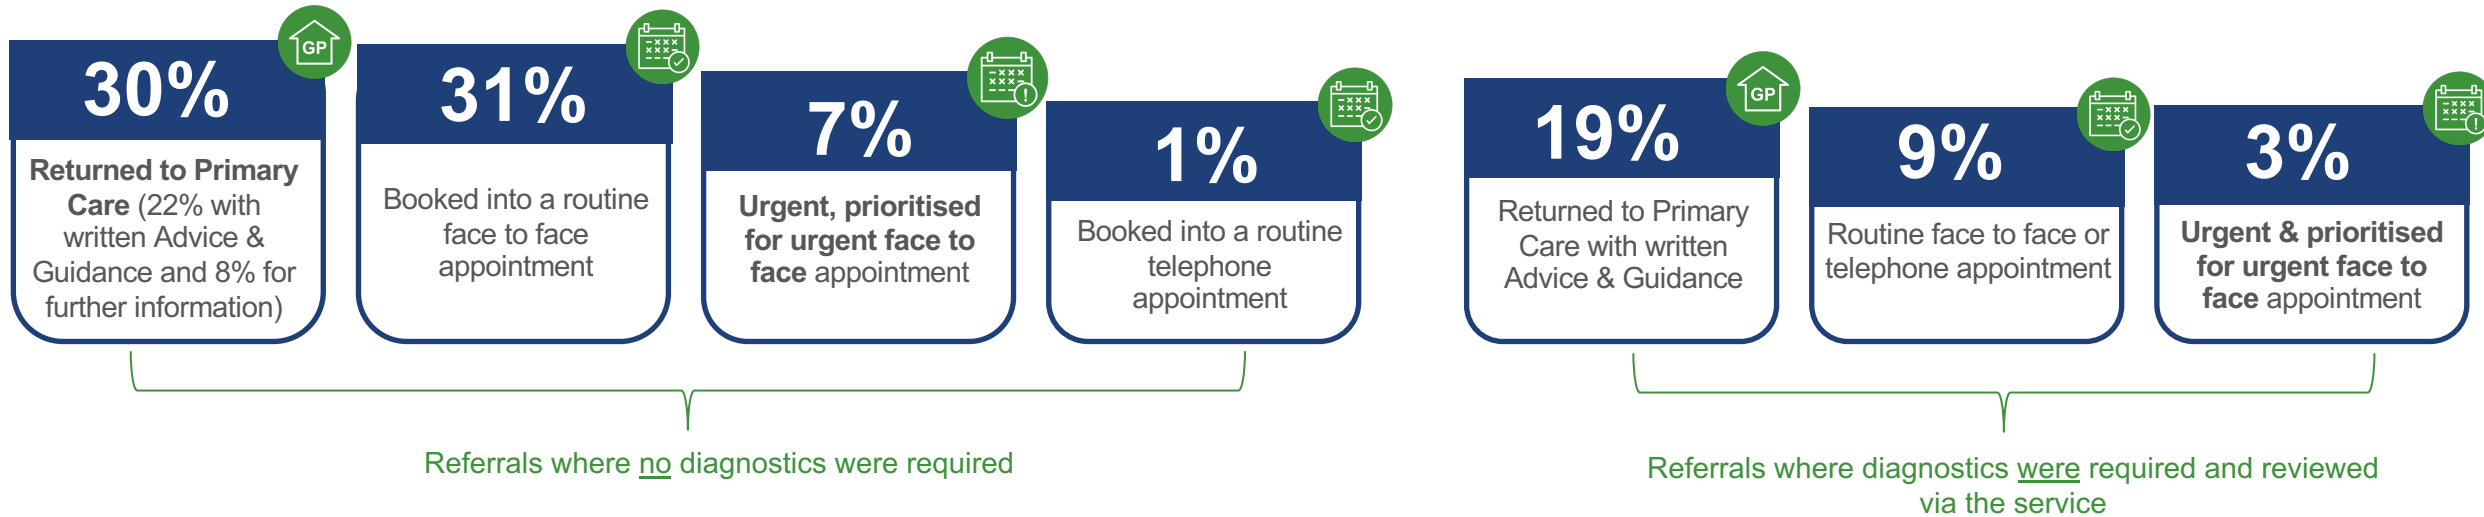 GP
30%
Returned to Primary
Care (22% with
written Advice &
Guidance and 8% for
further information)
31%
Booked into a routine
face to face
appointment
7%
Urgent, prioritised
for urgent face to
face appointment
1%
Booked into a routine
telephone
appointment
Referrals where no diagnostics were required
GP
19%
Returned to Primary
Care with written
Advice & Guidance
9%
Routine face to face or
telephone appointment
3%
Urgent & prioritised
for urgent face to
face appointment
Referrals where diagnostics were required and reviewed
via the service